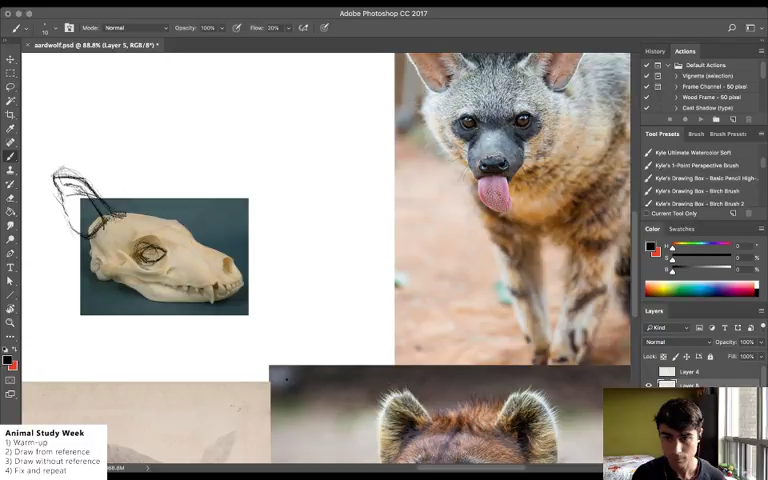 Adobe Photoshop CC 2017
Mode: Normal Opacity: 100% Flow: 30%
10
aardwolf.psd @ 88.8% (Layer 5, RGB/8*) *
History Actions
Default Actions
Vignette (selection)
Frame Channel - 50 pixel
Wood Frame - 50 pixel
Cast Shadow (type)
Tool Presets Brush Brush Presets
Kyle Ultimate Watercolor Soft
Kyle's 1-Point Perspective Brush
Kyle's Drawing Box - Basic Pencil High-
Kyle's Drawing Box - Birch Brush
Kyle's Drawing Box - Birch Brush 2
Current Tool Only
Color Swatches
H 0 °
S 0 %
B 0 %
Layers
Kind
Normal Opacity: 100%
Lock: Fill: 100%
Layer 4
Animal Study Week
1) Warm-up
2) Draw from reference
3) Draw without reference
4) Fix and repeat